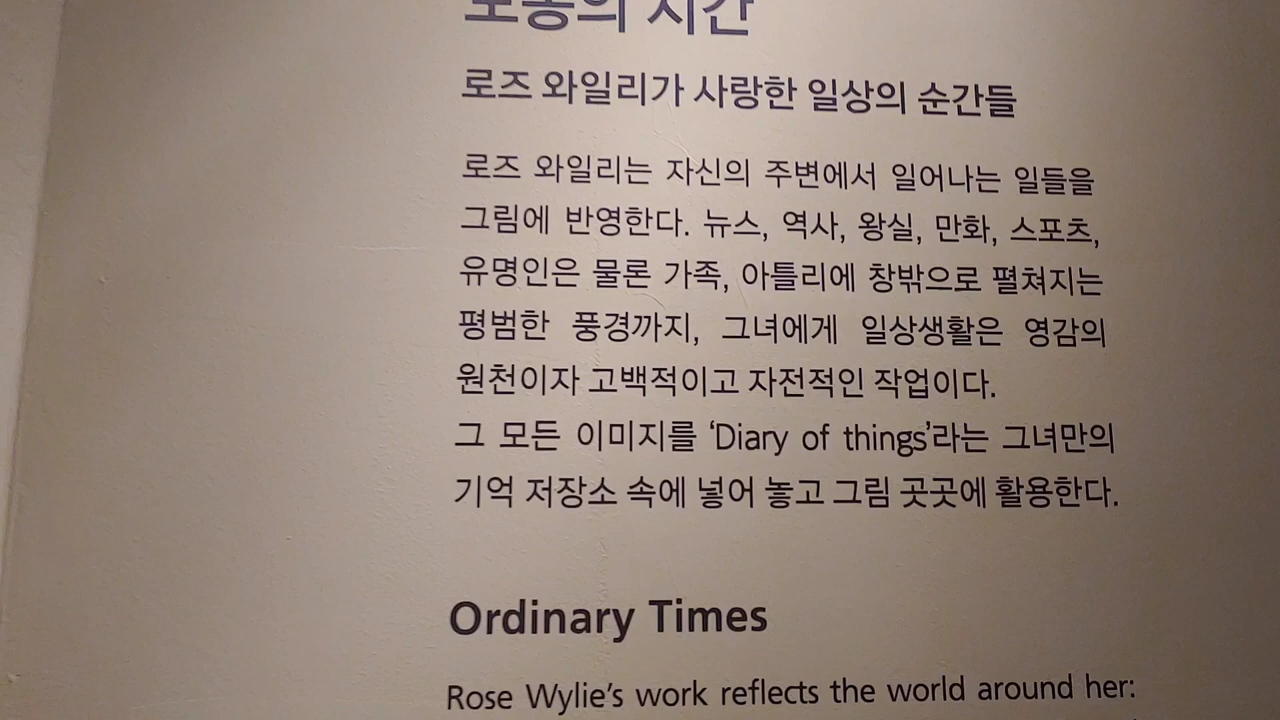 보통의 시간
로즈 와일리가 사랑한 일상의 순간들
로즈 와일리는 자신의 주변에서 일어나는 일들을
그림에 반영한다. 뉴스, 역사, 왕실, 만화, 스포츠,
유명인은 물론 가족, 아틀리에 창밖으로 펼쳐지는
평범한 풍경까지, 그녀에게 일상생활은 영감의
원천이자 고백적이고 자전적인 작업이다.
그 모든 이미지를 ‘Diary of things’라는 그녀만의
기억 저장소 속에 넣어 놓고 그림 곳곳에 활용한다.
Ordinary Times
Rose Wylie’s work reflects the world around her: